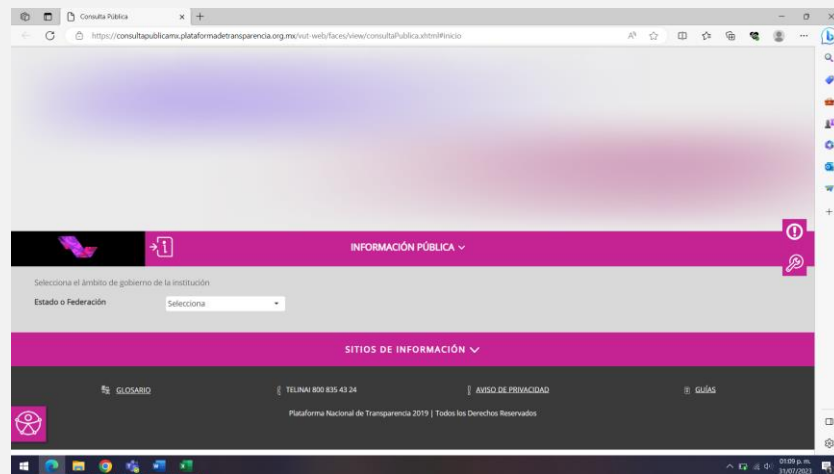 Consulta Pública
https://consultapublicamx.plataformadetransparencia.org.mx/vut-web/faces/view/consultaPublica.xhtml#inicio
INFORMACIÓN PÚBLICA
Selecciona el ámbito de gobierno de la institución
Estado o Federación
Selecciona
SITIOS DE INFORMACIÓN
GLOSARIO
TELINAI 800 835 43 24
AVISO DE PRIVACIDAD
GUÍAS
Plataforma Nacional de Transparencia 2019 | Todos los Derechos Reservados
01:09 p. m.
31/07/2023